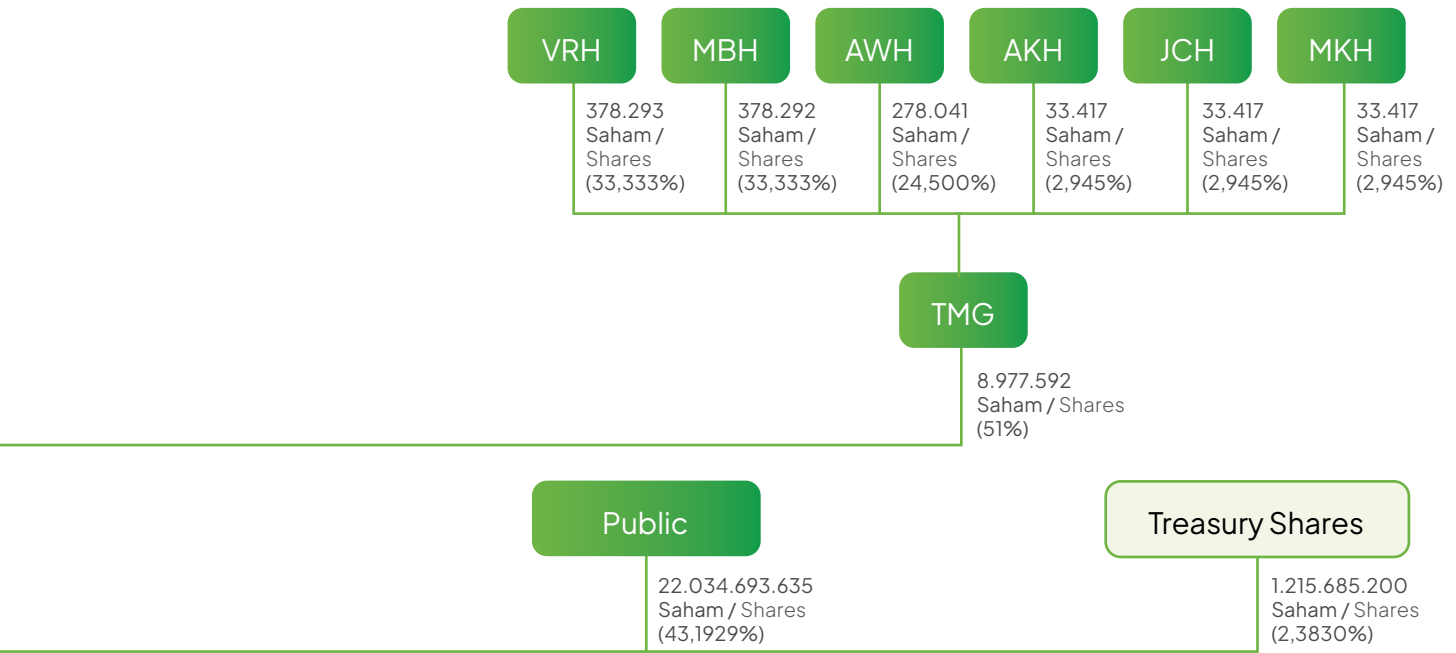 VRH
378.293
Saham /
Shares
(33,333%)
MBH
378.292
Saham /
Shares
(33,333%)
AWH
278.041
Saham /
Shares
(24,500%)
AKH
33.417
Saham /
Shares
(2,945%)
JCH
33.417
Saham /
Shares
(2,945%)
MKH
33.417
Saham /
Shares
(2,945%)
TMG
8.977.592
Saham / Shares
(51%)
Public
22.034.693.635
Saham / Shares
(43,1929%)
Treasury Shares
1.215.685.200
Saham / Shares
(2,3830%)